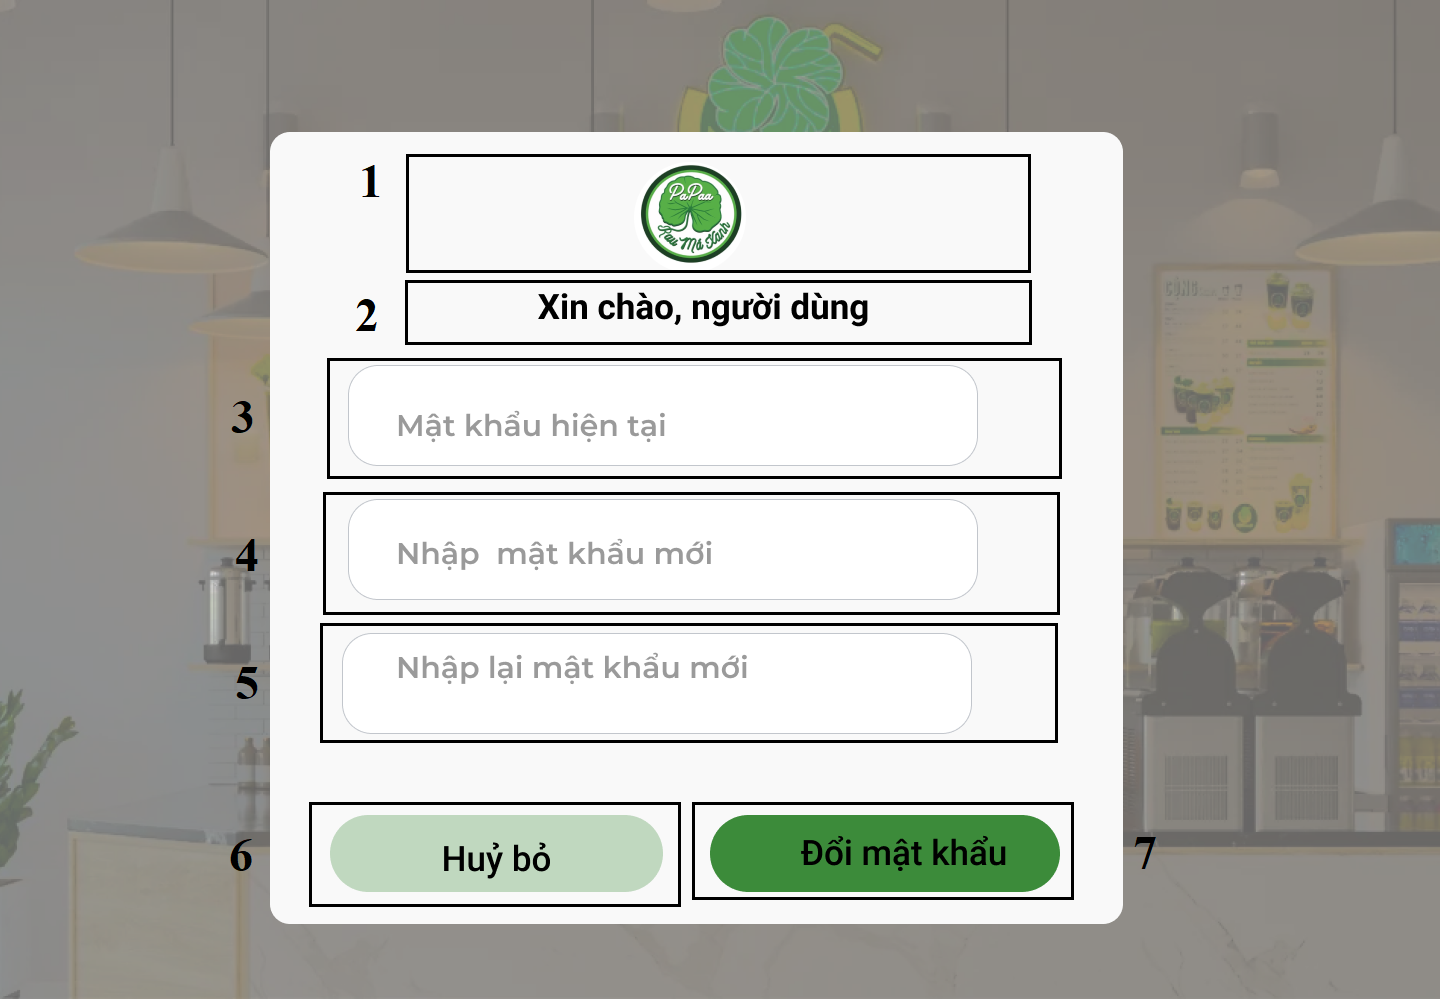 1
PaPaa
Rau Má Xanh
2
Xin chào, người dùng
3
Mật khẩu hiện tại
4
Nhập  mật khẩu mới
5
Nhập lại mật khẩu mới
6
Huỷ bỏ
Đổi mật khẩu
7